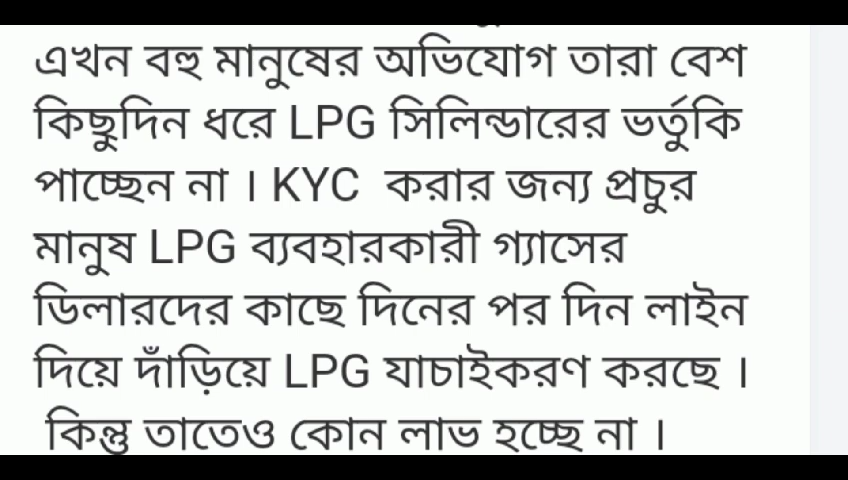 এখন বহু মানুষের অভিযোগ তারা বেশ
কিছুদিন ধরে LPG সিলিন্ডারের ভর্তুকি
পাচ্ছেন না । KYC করার জন্য প্রচুর
মানুষ LPG ব্যবহারকারী গ্যাসের
ডিলারদের কাছে দিনের পর দিন লাইন
দিয়ে দাঁড়িয়ে LPG যাচাইকরণ করছে ।
কিন্তু তাতেও কোন লাভ হচ্ছে না ।